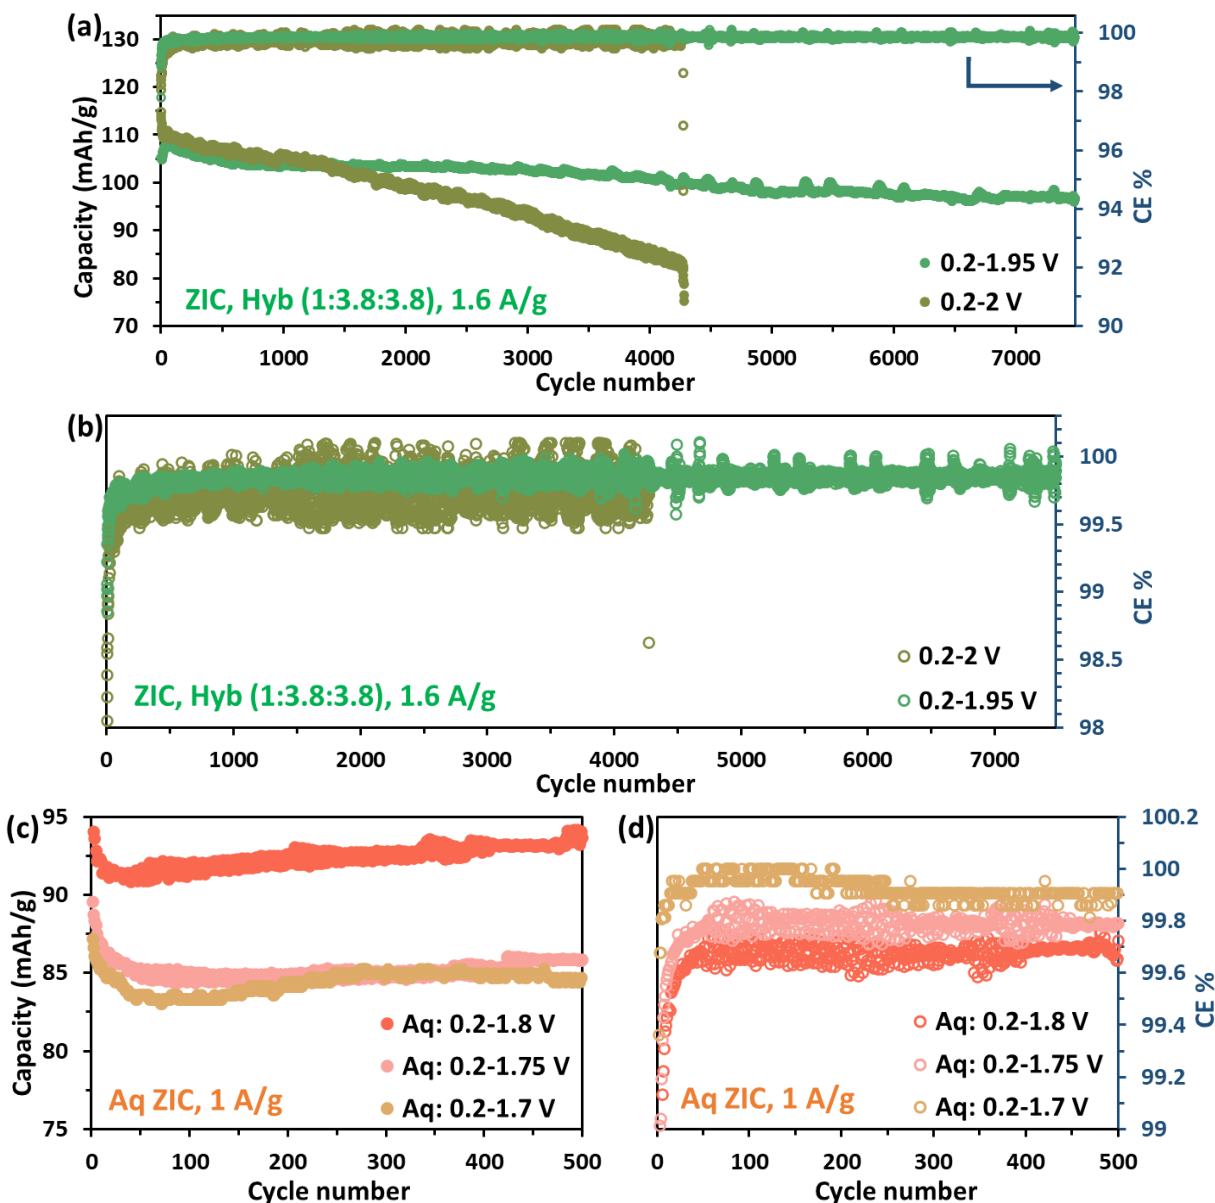 (a)
130
120
110
100
90
80
70
Capacity (mAh/g)
100
98
96
94
92
90
CE %
0.2-1.95 V
0.2-2 V
ZIC, Hyb (1:3.8:3.8), 1.6 A/g
0 1000 2000 3000 4000 5000 6000 7000
Cycle number
(b)
100
99.5
99
98.5
98
CE %
0.2-2 V
0.2-1.95 V
ZIC, Hyb (1:3.8:3.8), 1.6 A/g
0 1000 2000 3000 4000 5000 6000 7000
Cycle number
(c)
95
90
85
80
75
Capacity (mAh/g)
Aq: 0.2-1.8 V
Aq: 0.2-1.75 V
Aq: 0.2-1.7 V
Aq ZIC, 1 A/g
0 100 200 300 400 500
Cycle number
(d)
100.2
100
99.8
99.6
99.4
99.2
99
CE %
Aq: 0.2-1.8 V
Aq: 0.2-1.75 V
Aq: 0.2-1.7 V
Aq ZIC, 1 A/g
0 100 200 300 400 500
Cycle number